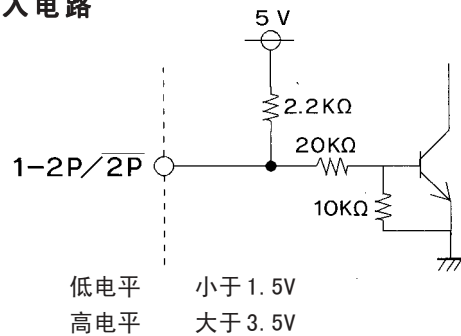 入电路
5 V
2.2KΩ
20KΩ
1-2P/2̅P̅
10KΩ
低电平 小于1.5V
高电平 大于3.5V